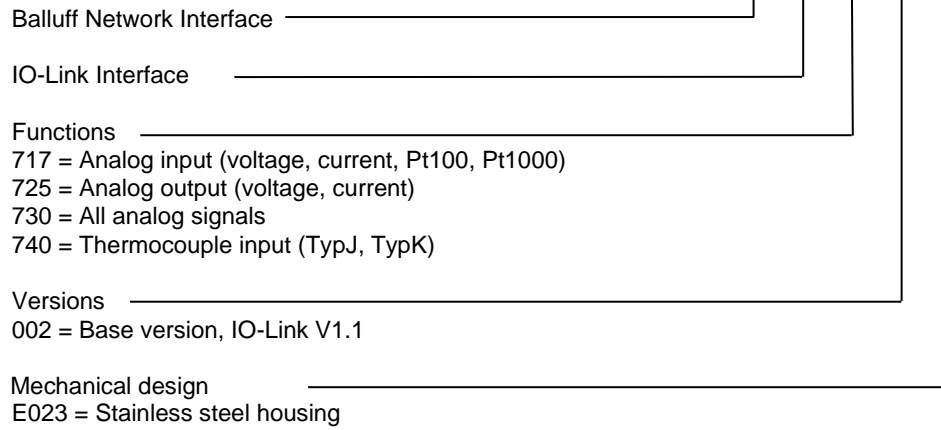 Balluff Network Interface
IO-Link Interface
Functions
717 = Analog input (voltage, current, Pt100, Pt1000)
725 = Analog output (voltage, current)
730 = All analog signals
740 = Thermocouple input (TypJ, TypK)
Versions
002 = Base version, IO-Link V1.1
Mechanical design
E023 = Stainless steel housing